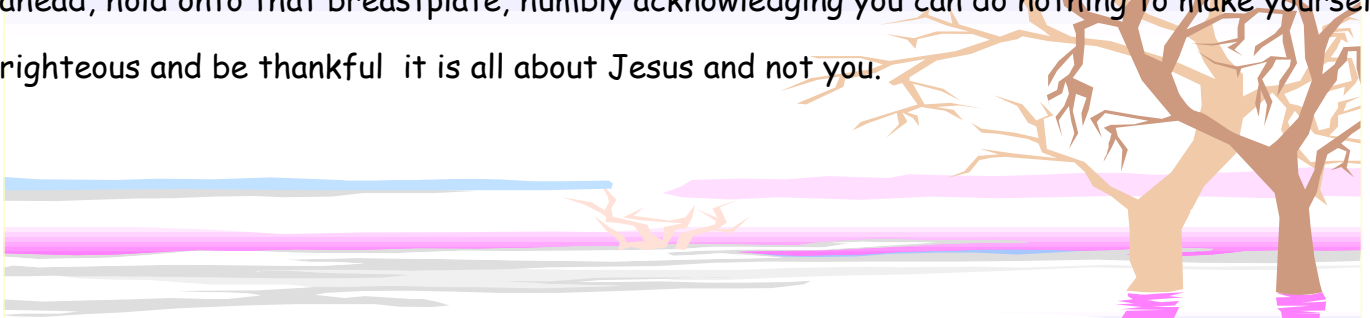 ahead, hold onto that breastplate, humbly acknowledging you can do nothing to make yourself
righteous and be thankful  it is all about Jesus and not you.